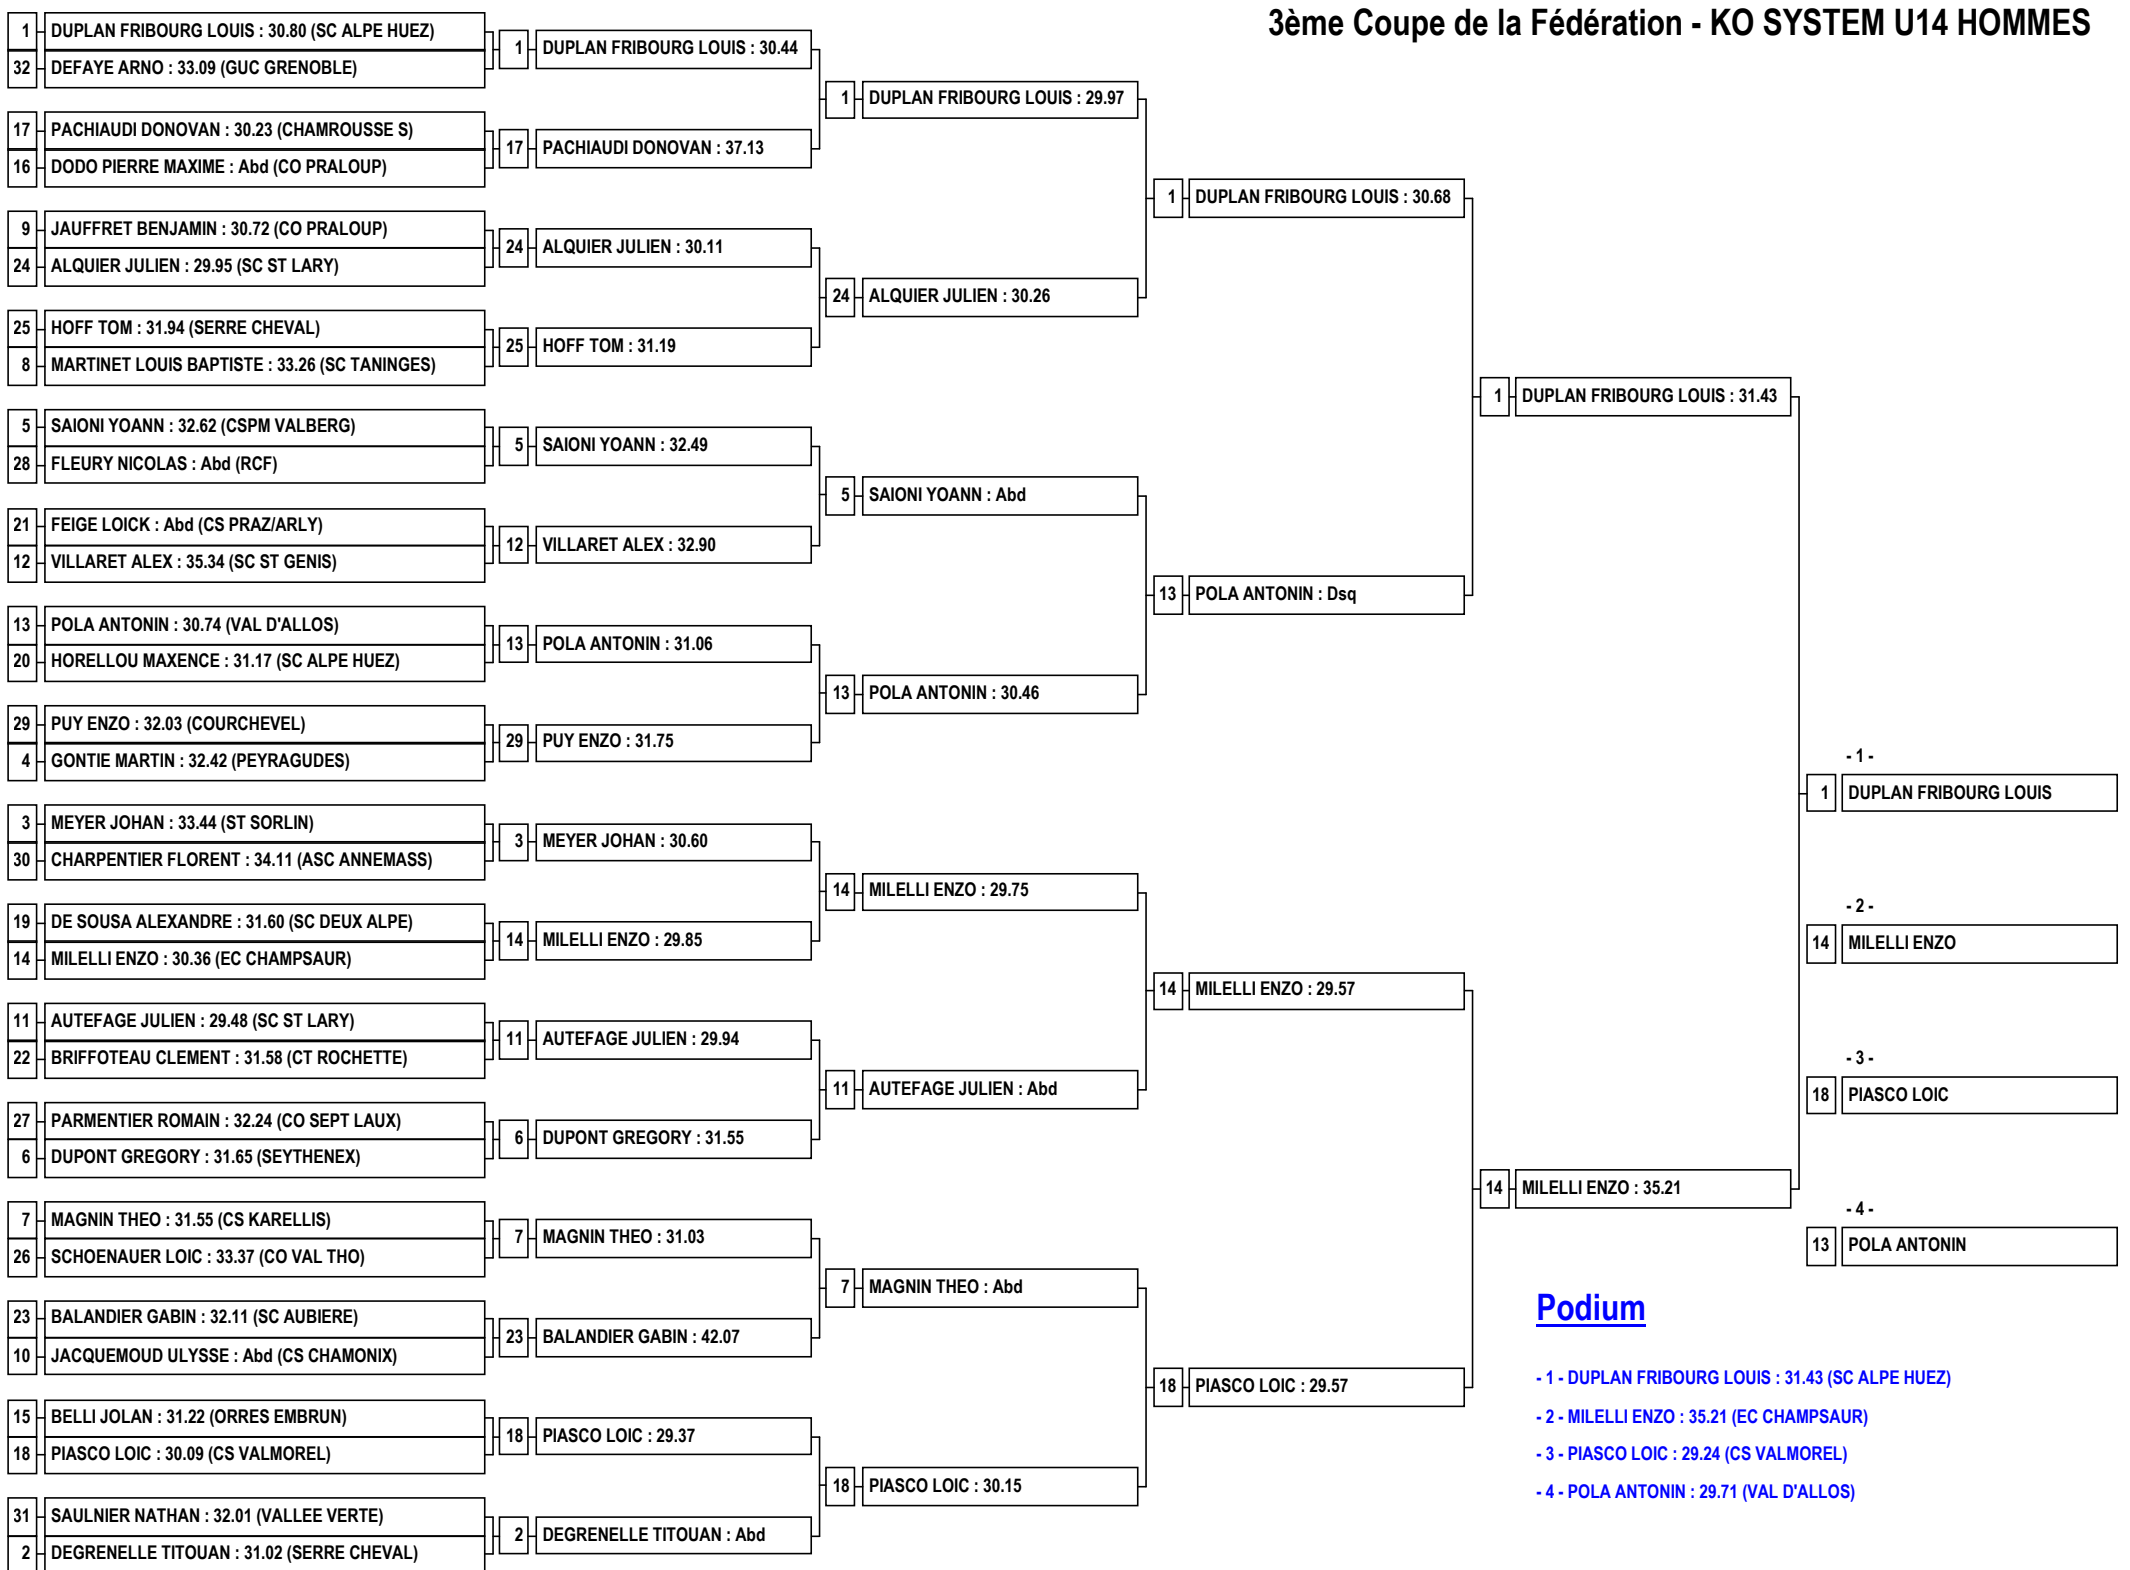 3ème Coupe de la Fédération - KO SYSTEM U14 HOMMES
1 DUPLAN FRIBOURG LOUIS : 30.80 (SC ALPE HUEZ)
32 DEFAYE ARNO : 33.09 (GUC GRENOBLE)
17 PACHIAUDI DONOVAN : 30.23 (CHAMROUSSE S)
16 DODO PIERRE MAXIME : Abd (CO PRALOUP)
9 JAUFFRET BENJAMIN : 30.72 (CO PRALOUP)
24 ALQUIER JULIEN : 29.95 (SC ST LARY)
25 HOFF TOM : 31.94 (SERRE CHEVAL)
8 MARTINET LOUIS BAPTISTE : 33.26 (SC TANINGES)
5 SAIONI YOANN : 32.62 (CSPM VALBERG)
28 FLEURY NICOLAS : Abd (RCF)
21 FEIGE LOICK : Abd (CS PRAZ/ARLY)
12 VILLARET ALEX : 35.34 (SC ST GENIS)
13 POLA ANTONIN : 30.74 (VAL D'ALLOS)
20 HORELLOU MAXENCE : 31.17 (SC ALPE HUEZ)
29 PUY ENZO : 32.03 (COURCHEVEL)
4 GONTIE MARTIN : 32.42 (PEYRAGUDES)
3 MEYER JOHAN : 33.44 (ST SORLIN)
30 CHARPENTIER FLORENT : 34.11 (ASC ANNEMASS)
19 DE SOUSA ALEXANDRE : 31.60 (SC DEUX ALPE)
14 MILELLI ENZO : 30.36 (EC CHAMPSAUR)
11 AUTEFAGE JULIEN : 29.48 (SC ST LARY)
22 BRIFFOTEAU CLEMENT : 31.58 (CT ROCHETTE)
27 PARMENTIER ROMAIN : 32.24 (CO SEPT LAUX)
6 DUPONT GREGORY : 31.65 (SEYTHENEX)
7 MAGNIN THEO : 31.55 (CS KARELLIS)
26 SCHOENAUER LOIC : 33.37 (CO VAL THO)
23 BALANDIER GABIN : 32.11 (SC AUBIERE)
10 JACQUEMOUD ULYSSE : Abd (CS CHAMONIX)
15 BELLI JOLAN : 31.22 (ORRES EMBRUN)
18 PIASCO LOIC : 30.09 (CS VALMOREL)
31 SAULNIER NATHAN : 32.01 (VALLEE VERTE)
2 DEGRENELLE TITOUAN : 31.02 (SERRE CHEVAL)
1 DUPLAN FRIBOURG LOUIS : 30.44
17 PACHIAUDI DONOVAN : 37.13
24 ALQUIER JULIEN : 30.11
25 HOFF TOM : 31.19
5 SAIONI YOANN : 32.49
12 VILLARET ALEX : 32.90
13 POLA ANTONIN : 31.06
29 PUY ENZO : 31.75
3 MEYER JOHAN : 30.60
14 MILELLI ENZO : 29.85
11 AUTEFAGE JULIEN : 29.94
6 DUPONT GREGORY : 31.55
7 MAGNIN THEO : 31.03
23 BALANDIER GABIN : 42.07
18 PIASCO LOIC : 29.37
2 DEGRENELLE TITOUAN : Abd
1 DUPLAN FRIBOURG LOUIS : 29.97
24 ALQUIER JULIEN : 30.26
5 SAIONI YOANN : Abd
13 POLA ANTONIN : 30.46
14 MILELLI ENZO : 29.75
11 AUTEFAGE JULIEN : Abd
7 MAGNIN THEO : Abd
18 PIASCO LOIC : 30.15
1 DUPLAN FRIBOURG LOUIS : 30.68
13 POLA ANTONIN : Dsq
14 MILELLI ENZO : 29.57
18 PIASCO LOIC : 29.57
1 DUPLAN FRIBOURG LOUIS : 31.43
14 MILELLI ENZO : 35.21
- 1 -
1 DUPLAN FRIBOURG LOUIS
- 2 -
14 MILELLI ENZO
- 3 -
18 PIASCO LOIC
- 4 -
13 POLA ANTONIN
Podium
- 1 - DUPLAN FRIBOURG LOUIS : 31.43 (SC ALPE HUEZ)
- 2 - MILELLI ENZO : 35.21 (EC CHAMPSAUR)
- 3 - PIASCO LOIC : 29.24 (CS VALMOREL)
- 4 - POLA ANTONIN : 29.71 (VAL D'ALLOS)